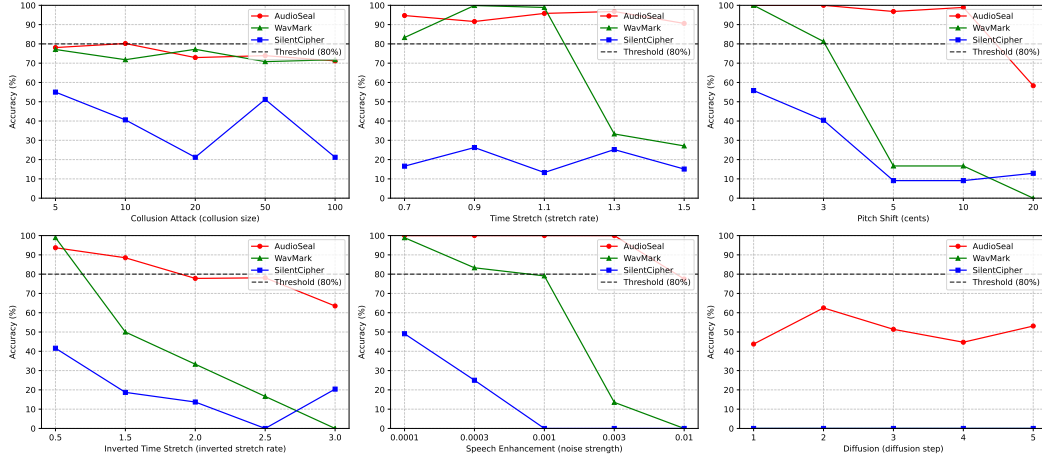 100
90
80
70
60
50
40
30
20
10
0
Accuracy (%)
AudioSeal
WavMark
SilentCipher
Threshold (80%)
5 10 20 50 100
Collusion Attack (collusion size)
100
90
80
70
60
50
40
30
20
10
0
Accuracy (%)
AudioSeal
WavMark
SilentCipher
Threshold (80%)
0.7 0.9 1.1 1.3 1.5
Time Stretch (stretch rate)
100
90
80
70
60
50
40
30
20
10
0
Accuracy (%)
AudioSeal
WavMark
SilentCipher
Threshold (80%)
1 3 5 10 20
Pitch Shift (cents)
100
90
80
70
60
50
40
30
20
10
0
Accuracy (%)
AudioSeal
WavMark
SilentCipher
Threshold (80%)
0.5 1.5 2.0 2.5 3.0
Inverted Time Stretch (inverted stretch rate)
100
90
80
70
60
50
40
30
20
10
0
Accuracy (%)
AudioSeal
WavMark
SilentCipher
Threshold (80%)
0.0001 0.0003 0.001 0.003 0.01
Speech Enhancement (noise strength)
100
90
80
70
60
50
40
30
20
10
0
Accuracy (%)
AudioSeal
WavMark
SilentCipher
Threshold (80%)
1 2 3 4 5
Diffusion (diffusion step)